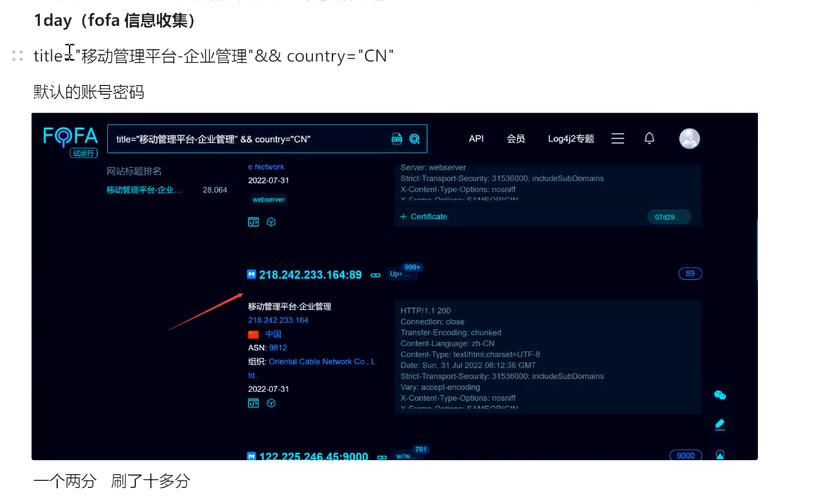 1day（fofa 信息收集）
title="移动管理平台-企业管理"&& country="CN"
默认的账号密码
FOFA
试运行
title="移动管理平台-企业管理" && country="CN"
API
会员
Log4j2专题
网站标题排名
移动管理平台-企业...
28,064
e Network
2022-07-31
webserver
Server: webserver
Strict-Transport-Security: 31536000; includeSubDomains
X-Content-Type-Options: nosniff
X-Frame-Options: SAMEORIGIN
+ Certificate
07d29
218.242.233.164:89
Up+...
999+
89
移动管理平台-企业管理
218.242.233.164
中国
ASN: 9812
组织: Oriental Cable Network Co., L
td.
2022-07-31
HTTP/1.1 200
Connection: close
Transfer-Encoding: chunked
Content-Language: zh-CN
Content-Type: text/html;charset=UTF-8
Date: Sun, 31 Jul 2022 08:12:36 GMT
Strict-Transport-Security: 31536000; includeSubDomains
Vary: accept-encoding
X-Content-Type-Options: nosniff
X-Frame-Options: SAMEORIGIN
122.225.246.45:9000
781
9000
一个两分 刷了十多分